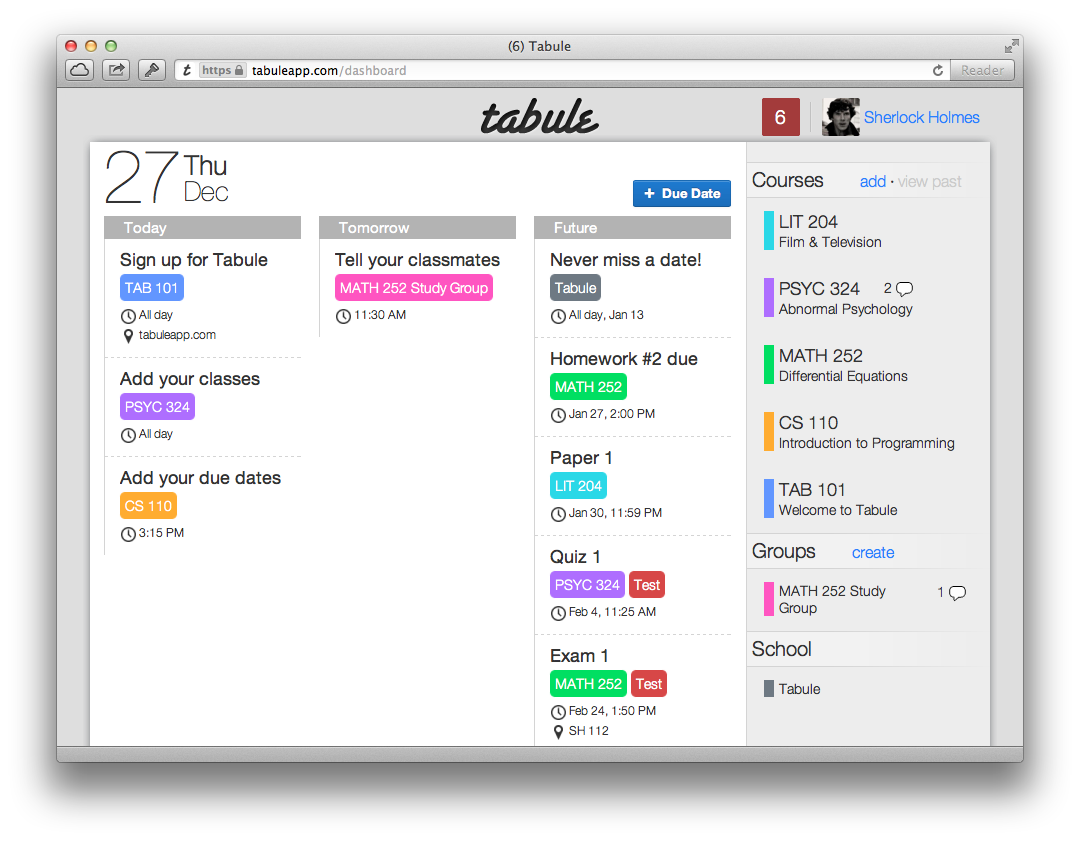 (6) Tabule
t https tabuleapp.com/dashboard Reader
tabule
6 Sherlock Holmes
27 Thu
Dec
+ Due Date
Today
Sign up for Tabule
TAB 101
All day
tabuleapp.com
Add your classes
PSYC 324
All day
Add your due dates
CS 110
3:15 PM
Tomorrow
Tell your classmates
MATH 252 Study Group
11:30 AM
Future
Never miss a date!
Tabule
All day, Jan 13
Homework #2 due
MATH 252
Jan 27, 2:00 PM
Paper 1
LIT 204
Jan 30, 11:59 PM
Quiz 1
PSYC 324 Test
Feb 4, 11:25 AM
Exam 1
MATH 252 Test
Feb 24, 1:50 PM
SH 112
Courses add · view past
LIT 204
Film & Television
PSYC 324 2
Abnormal Psychology
MATH 252
Differential Equations
CS 110
Introduction to Programming
TAB 101
Welcome to Tabule
Groups create
MATH 252 Study 1
Group
School
Tabule